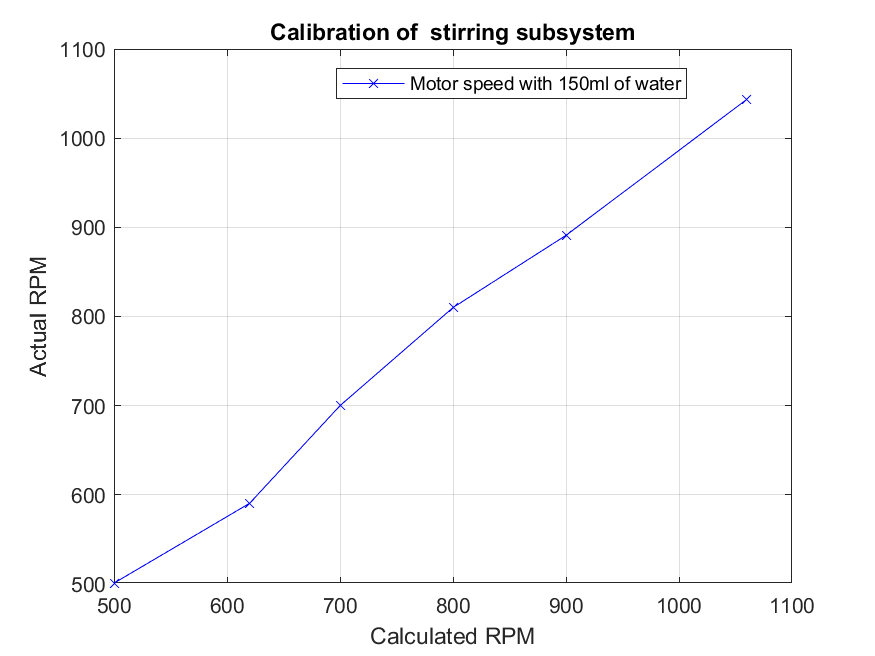 Calibration of  stirring subsystem
Motor speed with 150ml of water
Actual RPM
1100
1000
900
800
700
600
500
500 600 700 800 900 1000 1100
Calculated RPM